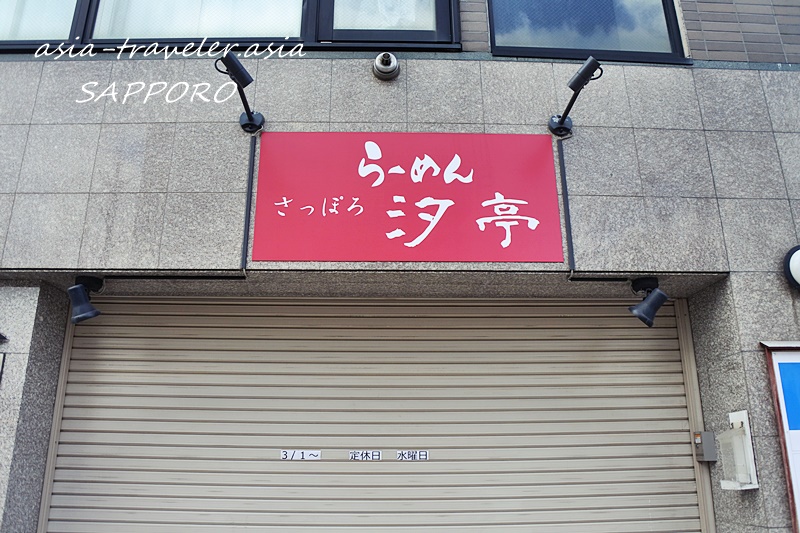 asia-traveler.asia
SAPPORO
らーめん
さっぽろ 汐亭
3/1～ 定休日 水曜日